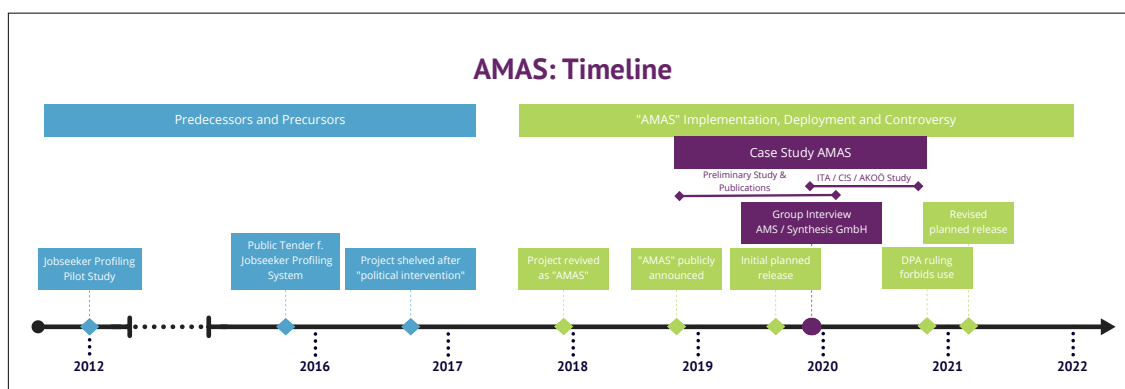 AMAS: Timeline
Predecessors and Precursors
"AMAS" Implementation, Deployment and Controversy
Case Study AMAS
Preliminary Study &
Publications
ITA / C!S / AKOÖ Study
Group Interview
AMS / Synthesis GmbH
Revised
planned release
Jobseeker Profiling
Pilot Study
Public Tender f.
Jobseeker Profiling
System
Project shelved after
"political intervention"
Project revived
as "AMAS"
"AMAS" publicly
announced
Initial planned
release
DPA ruling
forbids use
2012
2016
2017
2018
2019
2020
2021
2022